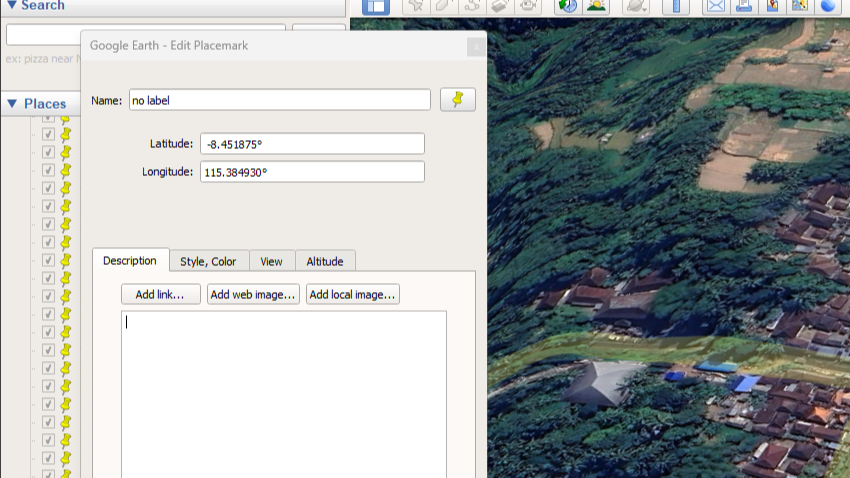 Search
Google Earth - Edit Placemark
x
ex: pizza near
Name: no label
Places
Latitude: -8.451875°
Longitude: 115.384930°
Description Style, Color View Altitude
Add link... Add web image... Add local image...